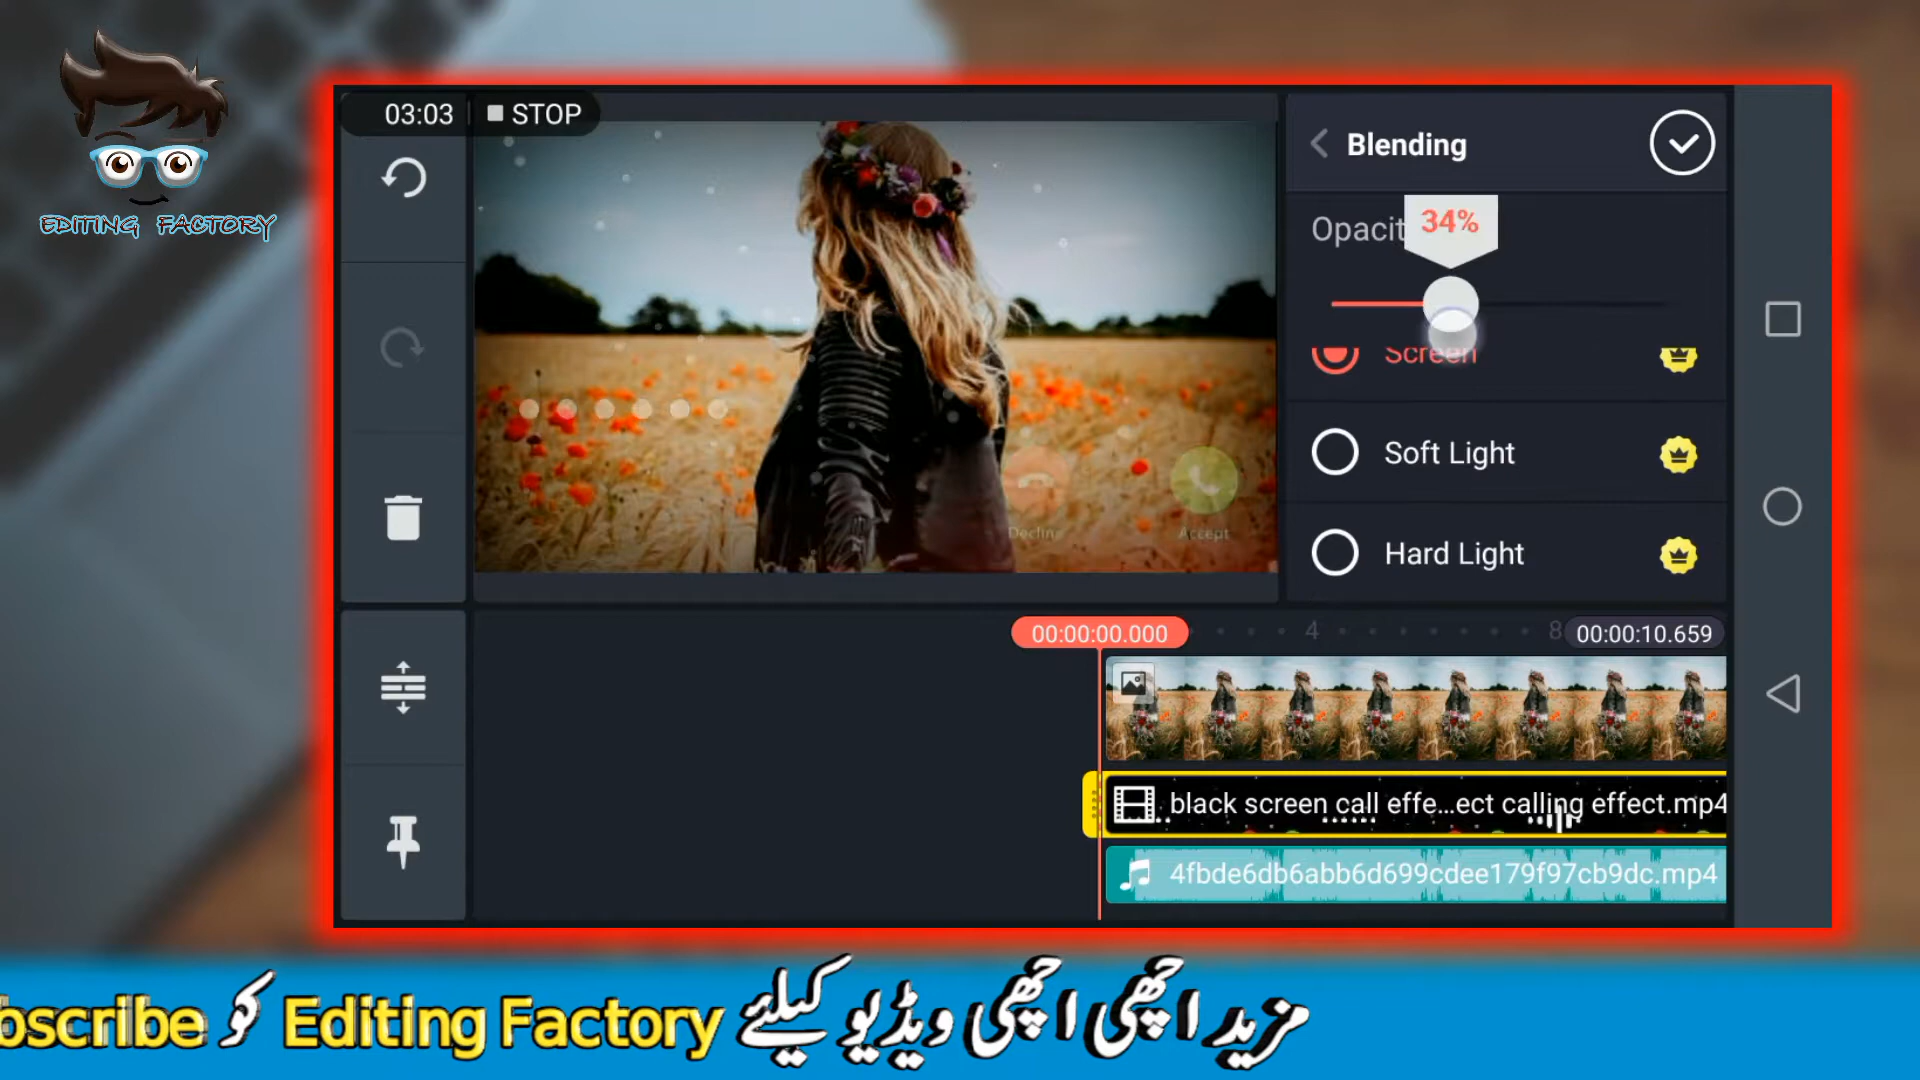 EDITING FACTORY
03:03 STOP
Blending
Opacit
34%
Screen
Soft Light
Hard Light
Decline
Accept
00:00:00.000
4
8
00:00:10.659
black screen call effe...ect calling effect.mp4
4fbde6db6abb6d699cdee179f97cb9dc.mp4
مزید اچھی اچھی ویڈیو کیلئے Editing Factory کو bscribe